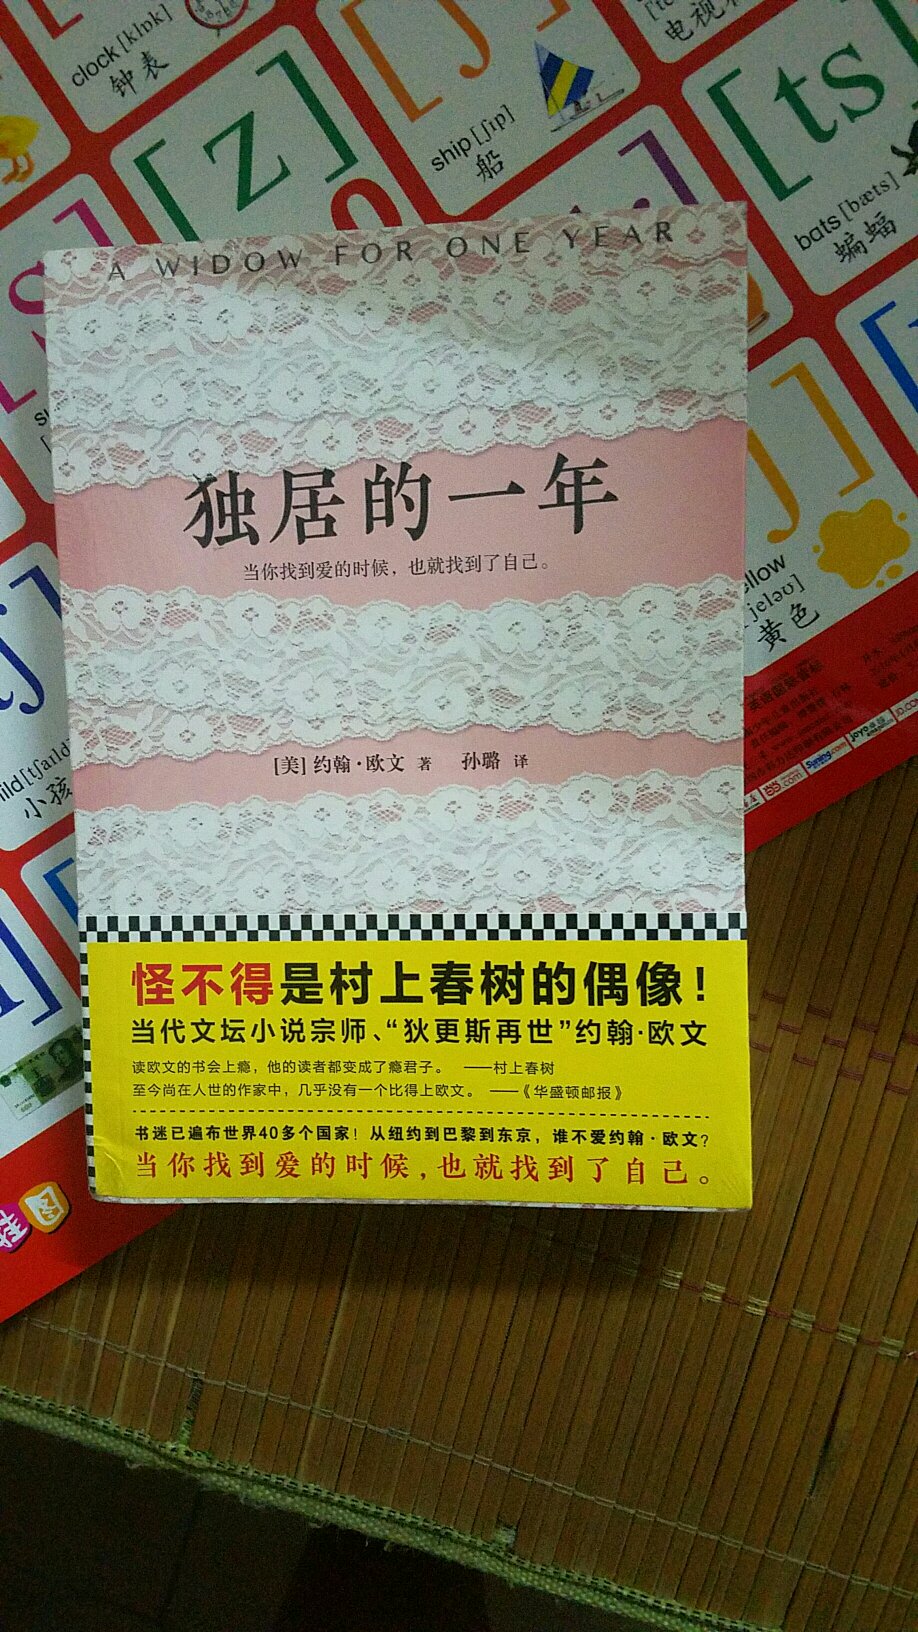 clock [klɒk]
钟表
[z]
ship [ʃɪp]
船
[ts]
bats [bæts]
蝙蝠
A WIDOW FOR ONE YEAR
独居的一年
当你找到爱的时候，也就找到了自己。
[美] 约翰·欧文 著 孙璐 译
怪不得是村上春树的偶像！
当代文坛小说宗师、“狄更斯再世”约翰·欧文
读欧文的书会上瘾，他的读者都变成了瘾君子。 ——村上春树
至今尚在人世的作家中，几乎没有一个比得上欧文。 ——《华盛顿邮报》
书迷已遍布世界40多个国家！从纽约到巴黎到东京，谁不爱约翰·欧文？
当你找到爱的时候，也就找到了自己。
黄色
小孩